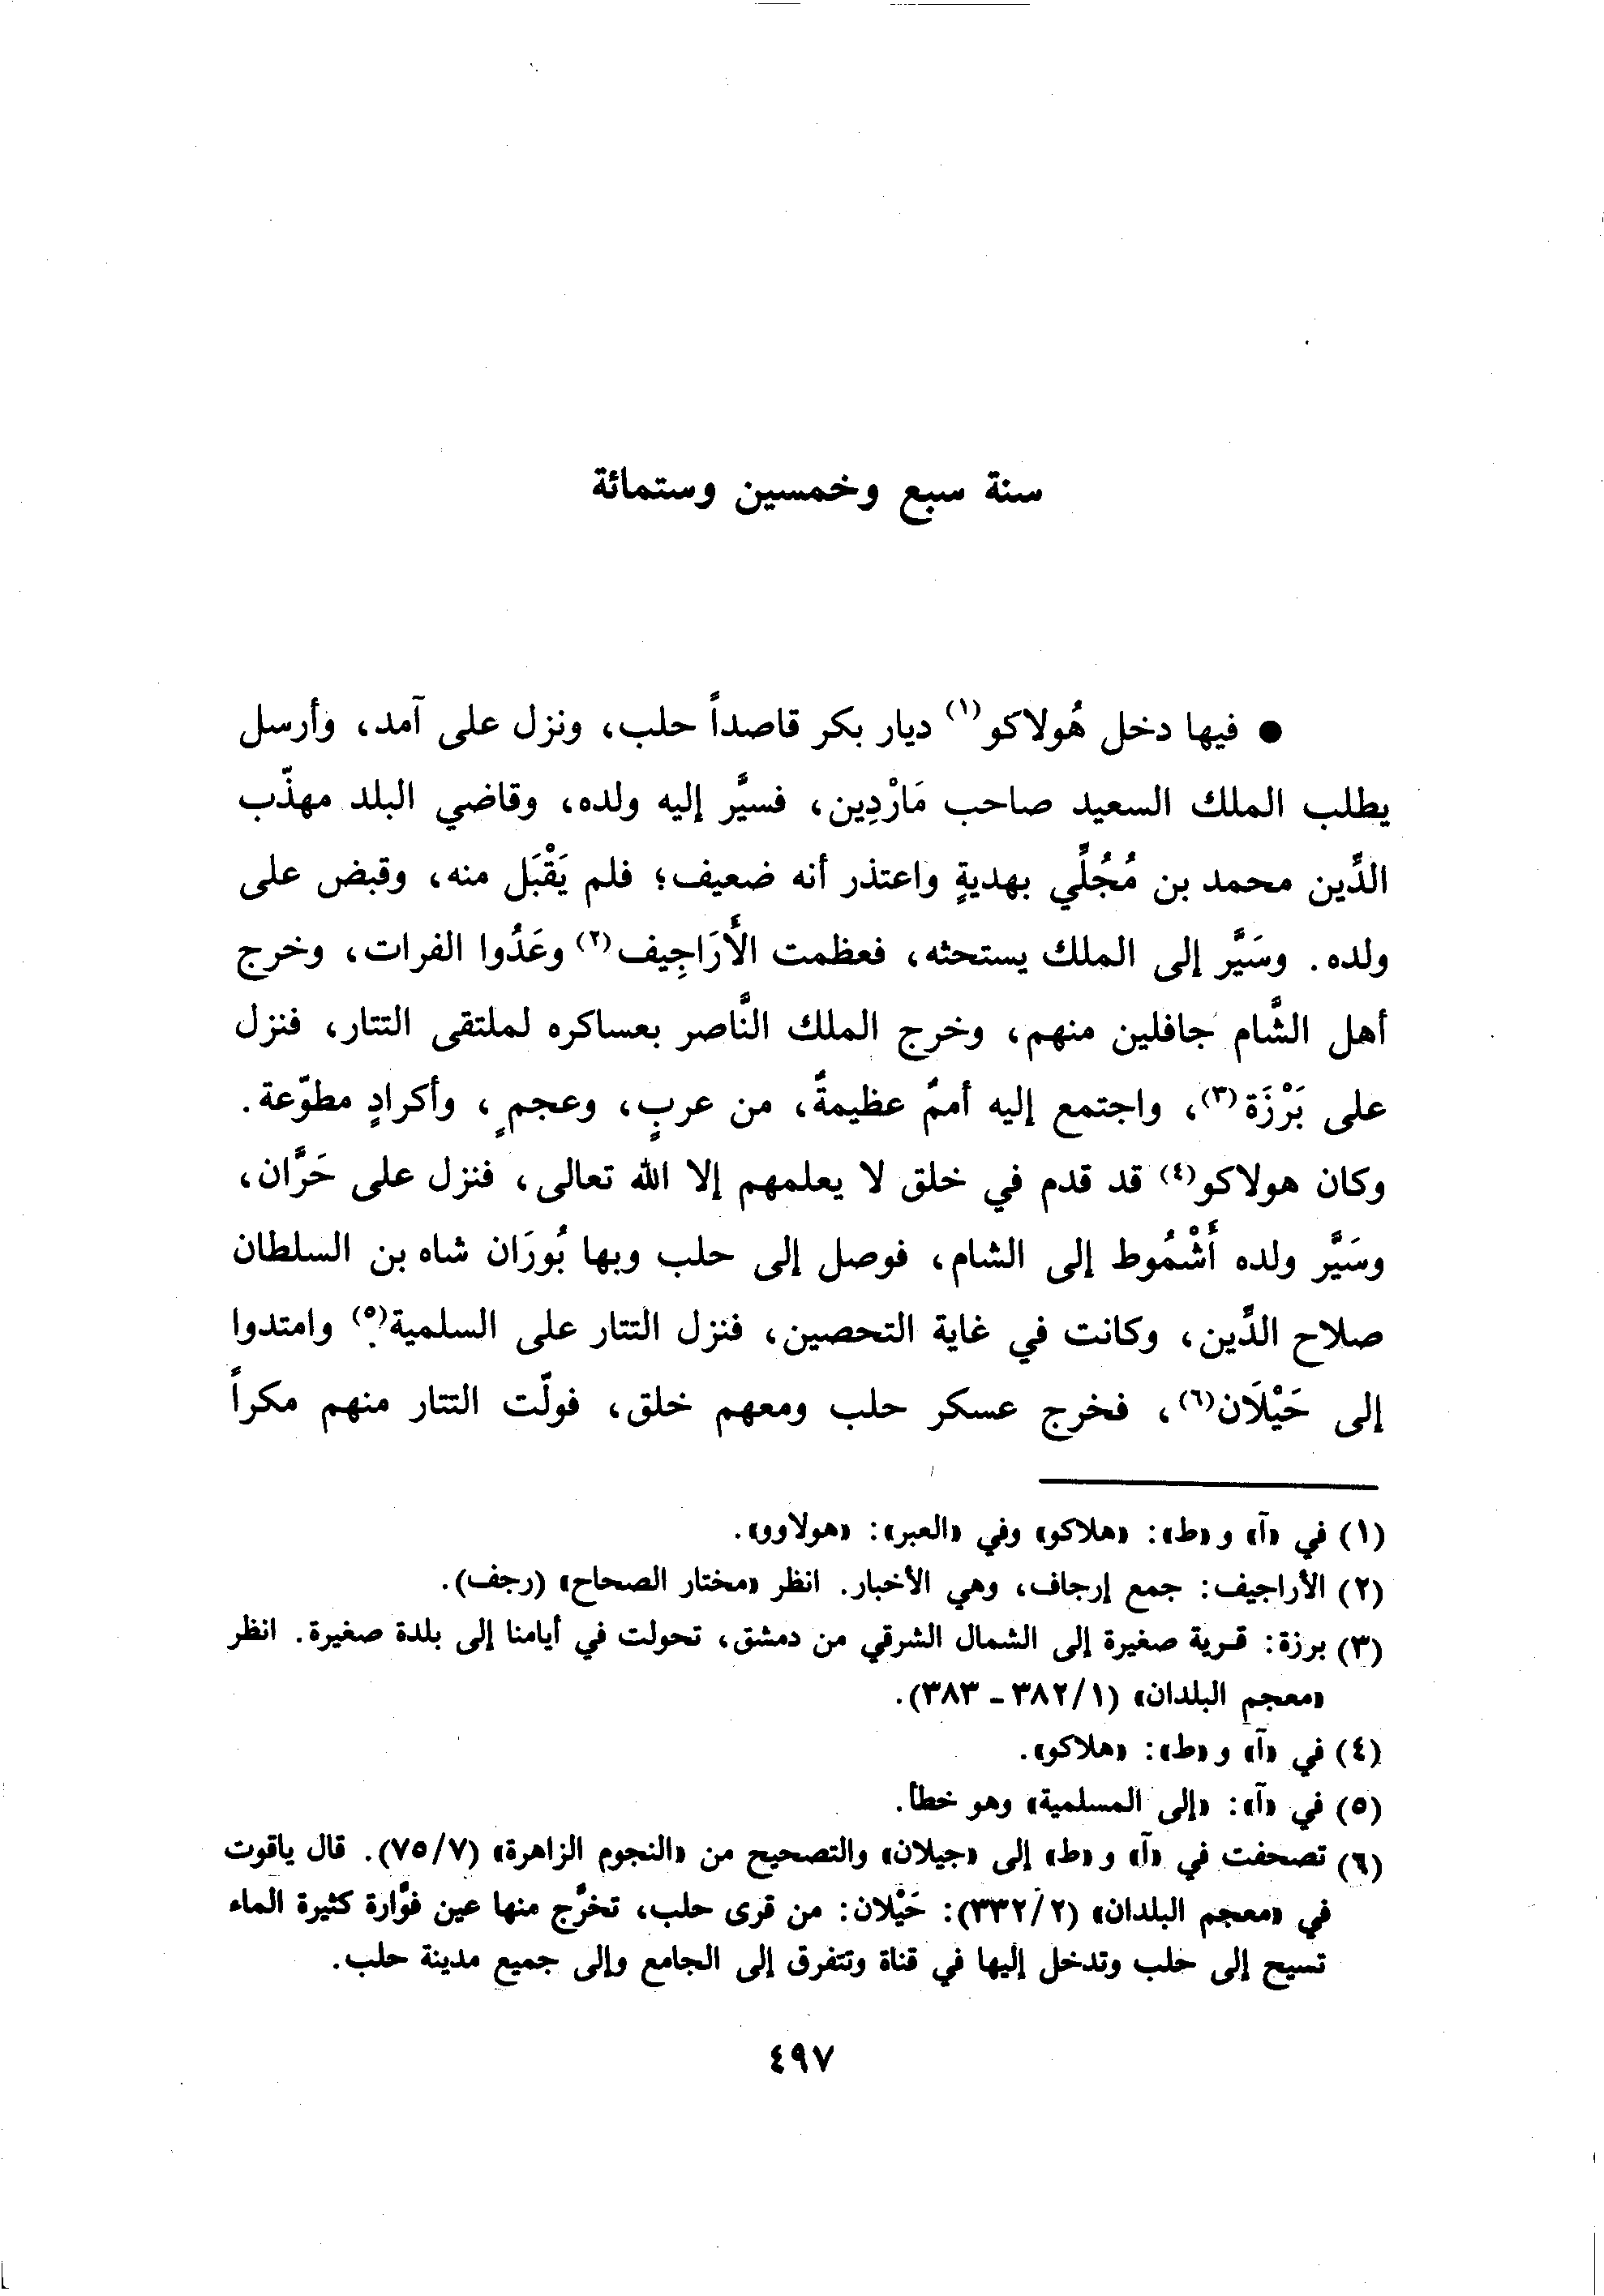 سنة سبع وخمسين وستمائة
● فيها دخل هُولاكو(١) ديار بكر قاصداً حلب، ونزل على آمد، وأرسل
يطلب الملك السعيد صاحب مَارْدِين، فسيَّر إليه ولده، وقاضي البلد مهذّب
الدِّين محمد بن مُجُلِّي بهديةٍ واعتذر أنه ضعيف؛ فلم يَقْبَل منه، وقبض على
ولده. وسَيَّر إلى الملك يستحثه، فعظمت الأَرَاجِيف(٢) وعَدُوا الفرات، وخرج
أهل الشَّام جافلين منهم، وخرج الملك النَّاصر بعساكره لملتقى التتار، فنزل
على بَرْزَة(٣)، واجتمع إليه أممٌ عظيمةٌ، من عربٍ، وعجمٍ، وأكرادٍ مطوّعة.
وكان هولاكو(٤) قد قدم في خلق لا يعلمهم إلا الله تعالى، فنزل على حَرَّان،
وسَيَّر ولده أَشْمُوط إلى الشام، فوصل إلى حلب وبها بُورَان شاه بن السلطان
صلاح الدِّين، وكانت في غاية التحصين، فنزل التتار على السلمية(٥) وامتدوا
إلى حَيْلَان(٦)، فخرج عسكر حلب ومعهم خلق، فولّت التتار منهم مكراً
(١) في «آ» و«ط»: «هلاكو» وفي «العبر»: «هولاوو».
(٢) الأراجيف: جمع إرجاف، وهي الأخبار. انظر «مختار الصحاح» (رجف).
(٣) برزة: قرية صغيرة إلى الشمال الشرقي من دمشق، تحولت في أيامنا إلى بلدة صغيرة. انظر
«معجم البلدان» (٣٨٢/١ - ٣٨٣).
(٤) في «آ» و«ط»: «هلاكو».
(٥) في «آ»: «إلى المسلمية» وهو خطأ.
(٦) تصحفت في «آ» و«ط» إلى «جيلان» والتصحيح من «النجوم الزاهرة» (٧٥/٧). قال ياقوت
في «معجم البلدان» (٣٣٢/٢): حَيْلان: من قرى حلب، تخرَّج منها عين فوَّارة كثيرة الماء
تسيح إلى حلب وتدخل إليها في قناة وتتفرق إلى الجامع وإلى جميع مدينة حلب.
٤٩٧